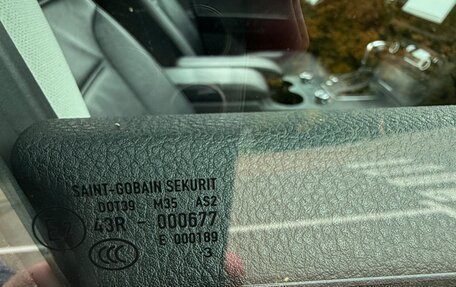 SAINT-GOBAIN SEKURIT
DOT39 M35 AS2
43R - 000677
E 000189
3